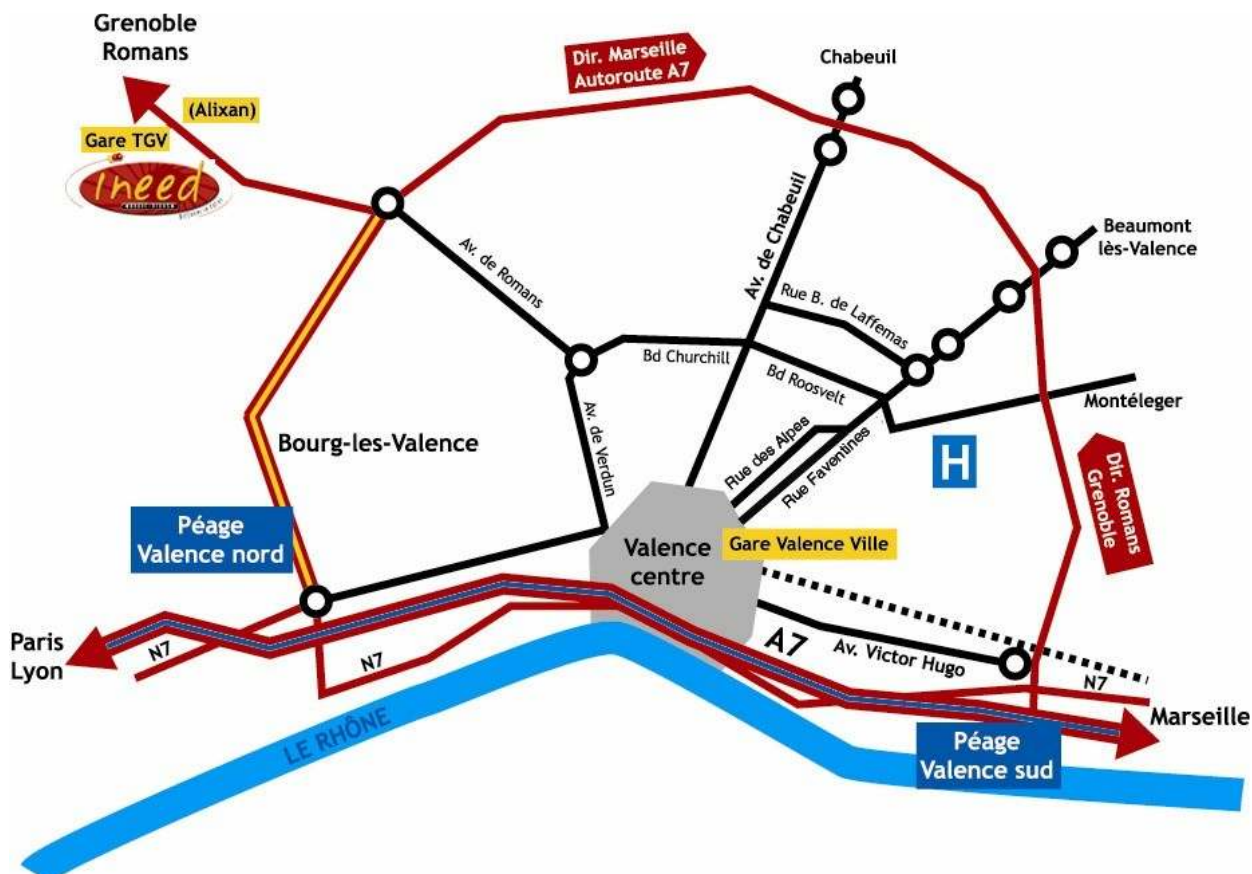 Grenoble
Romans
(Alixan)
Gare TGV
ineed
Dir. Marseille
Autoroute A7
Chabeuil
Av. de Chabeuil
Beaumont
lès-Valence
Av. de Romans
Rue B. de Laffemas
Bd Churchill
Bd Roosvelt
Montéleger
Av. de Verdun
Bourg-les-Valence
Rue des Alpes
Rue Faventines
H
Dir. Romans
Grenoble
Péage
Valence nord
Valence
centre
Gare Valence Ville
Paris
Lyon
N7
N7
A7
Av. Victor Hugo
N7
Marseille
LE RHÔNE
Péage
Valence sud